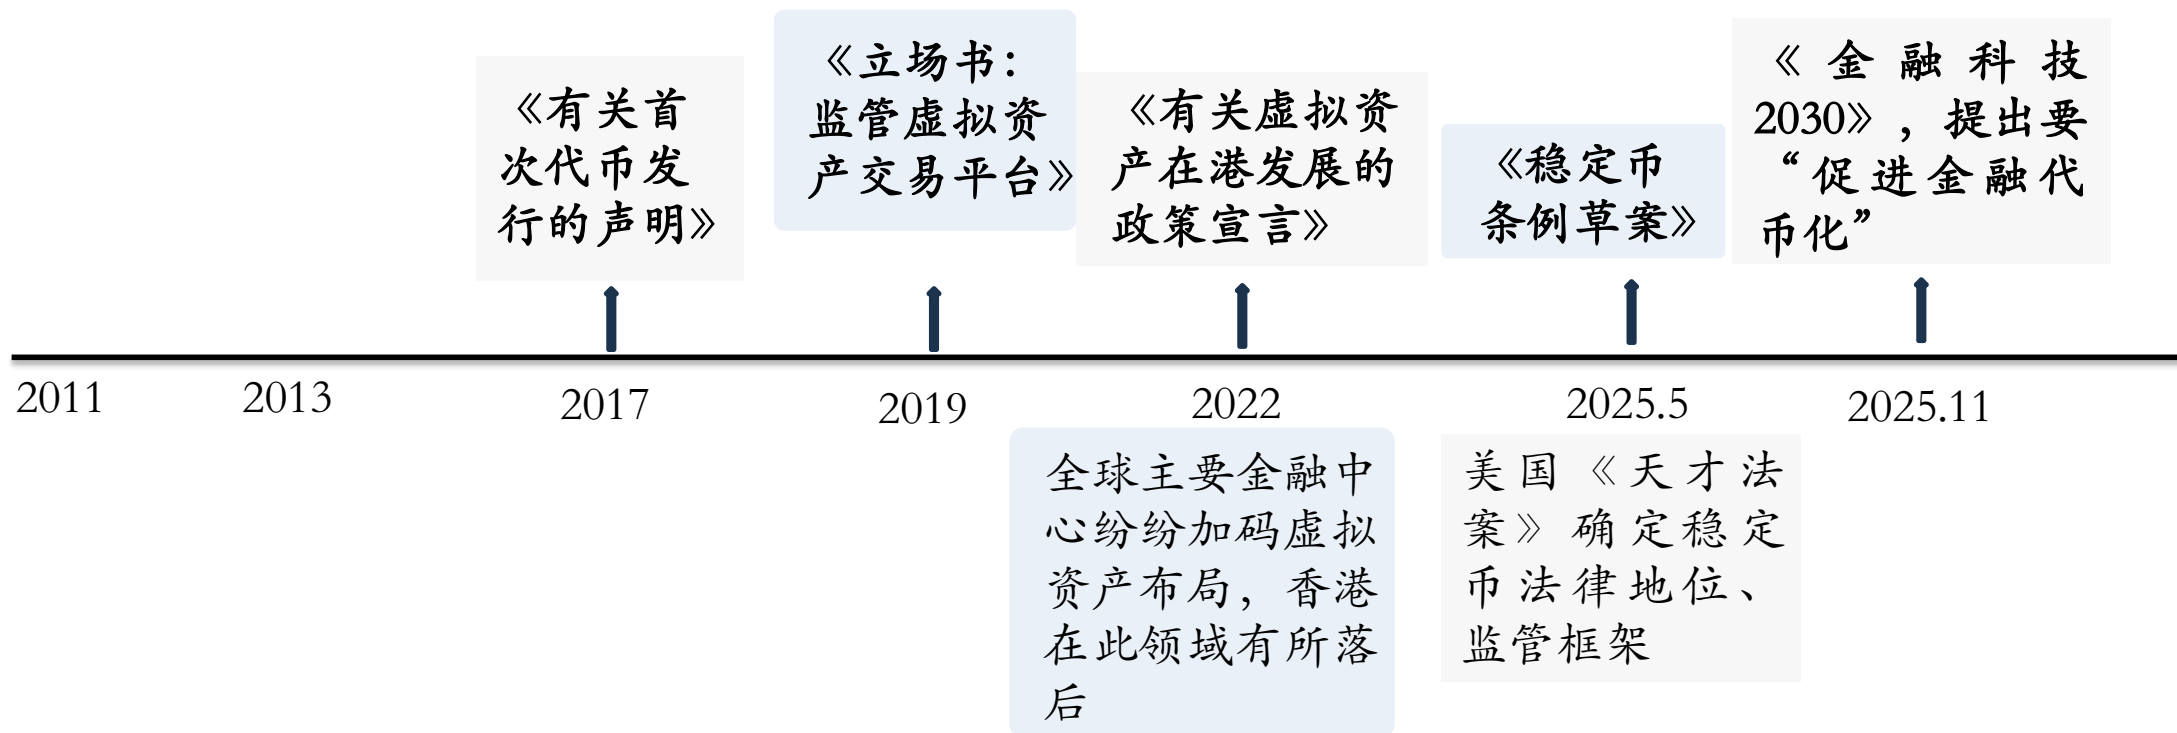 《有关首
次代币发
行的声明》
《立场书：
监管虚拟资
产交易平台》
《有关虚拟资
产在港发展的
政策宣言》
《稳定币
条例草案》
《金融科技
2030》，提出要
“促进金融代
币化”
2011
2013
2017
2019
2022
2025.5
2025.11
全球主要金融中
心纷纷加码虚拟
资产布局，香港
在此领域有所落
后
美国《天才法
案》确定稳定
币法律地位、
监管框架